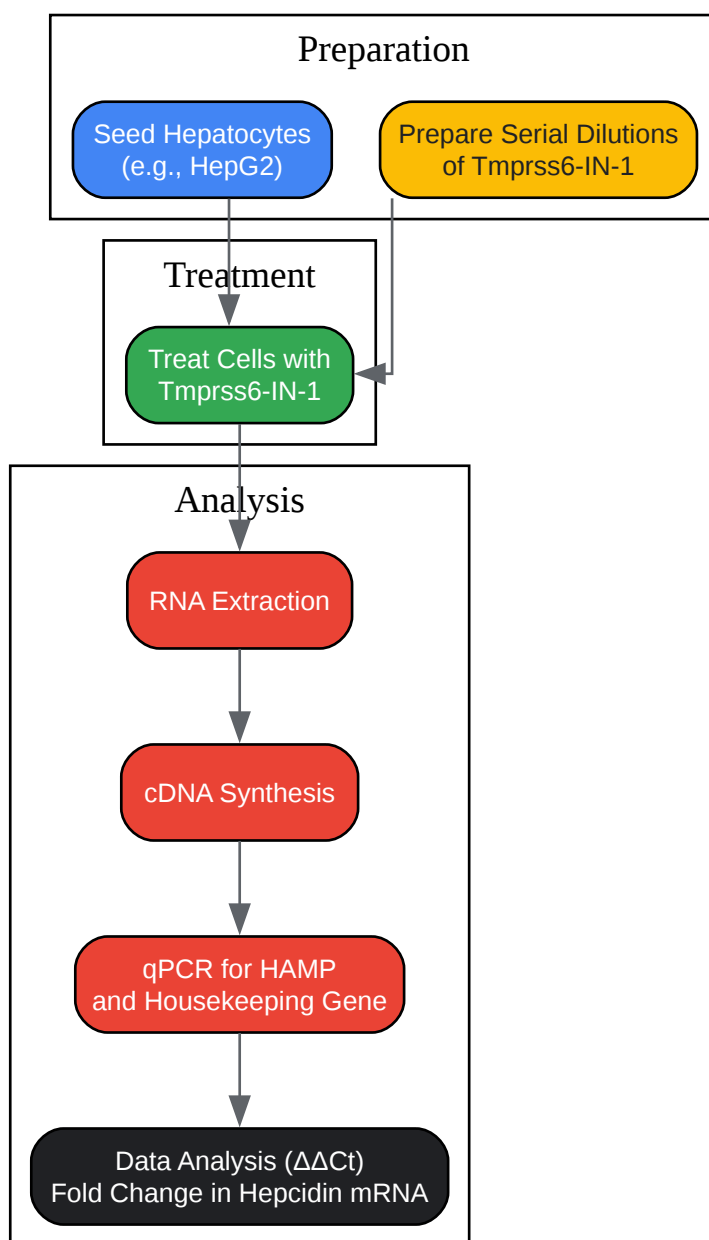 Preparation
Seed Hepatocytes
(e.g., HepG2)
Prepare Serial Dilutions
of Tmprss6-IN-1
Treatment
Treat Cells with
Tmprss6-IN-1
Analysis
RNA Extraction
cDNA Synthesis
qPCR for HAMP
and Housekeeping Gene
Data Analysis (ΔΔCt)
Fold Change in Hepcidin mRNA